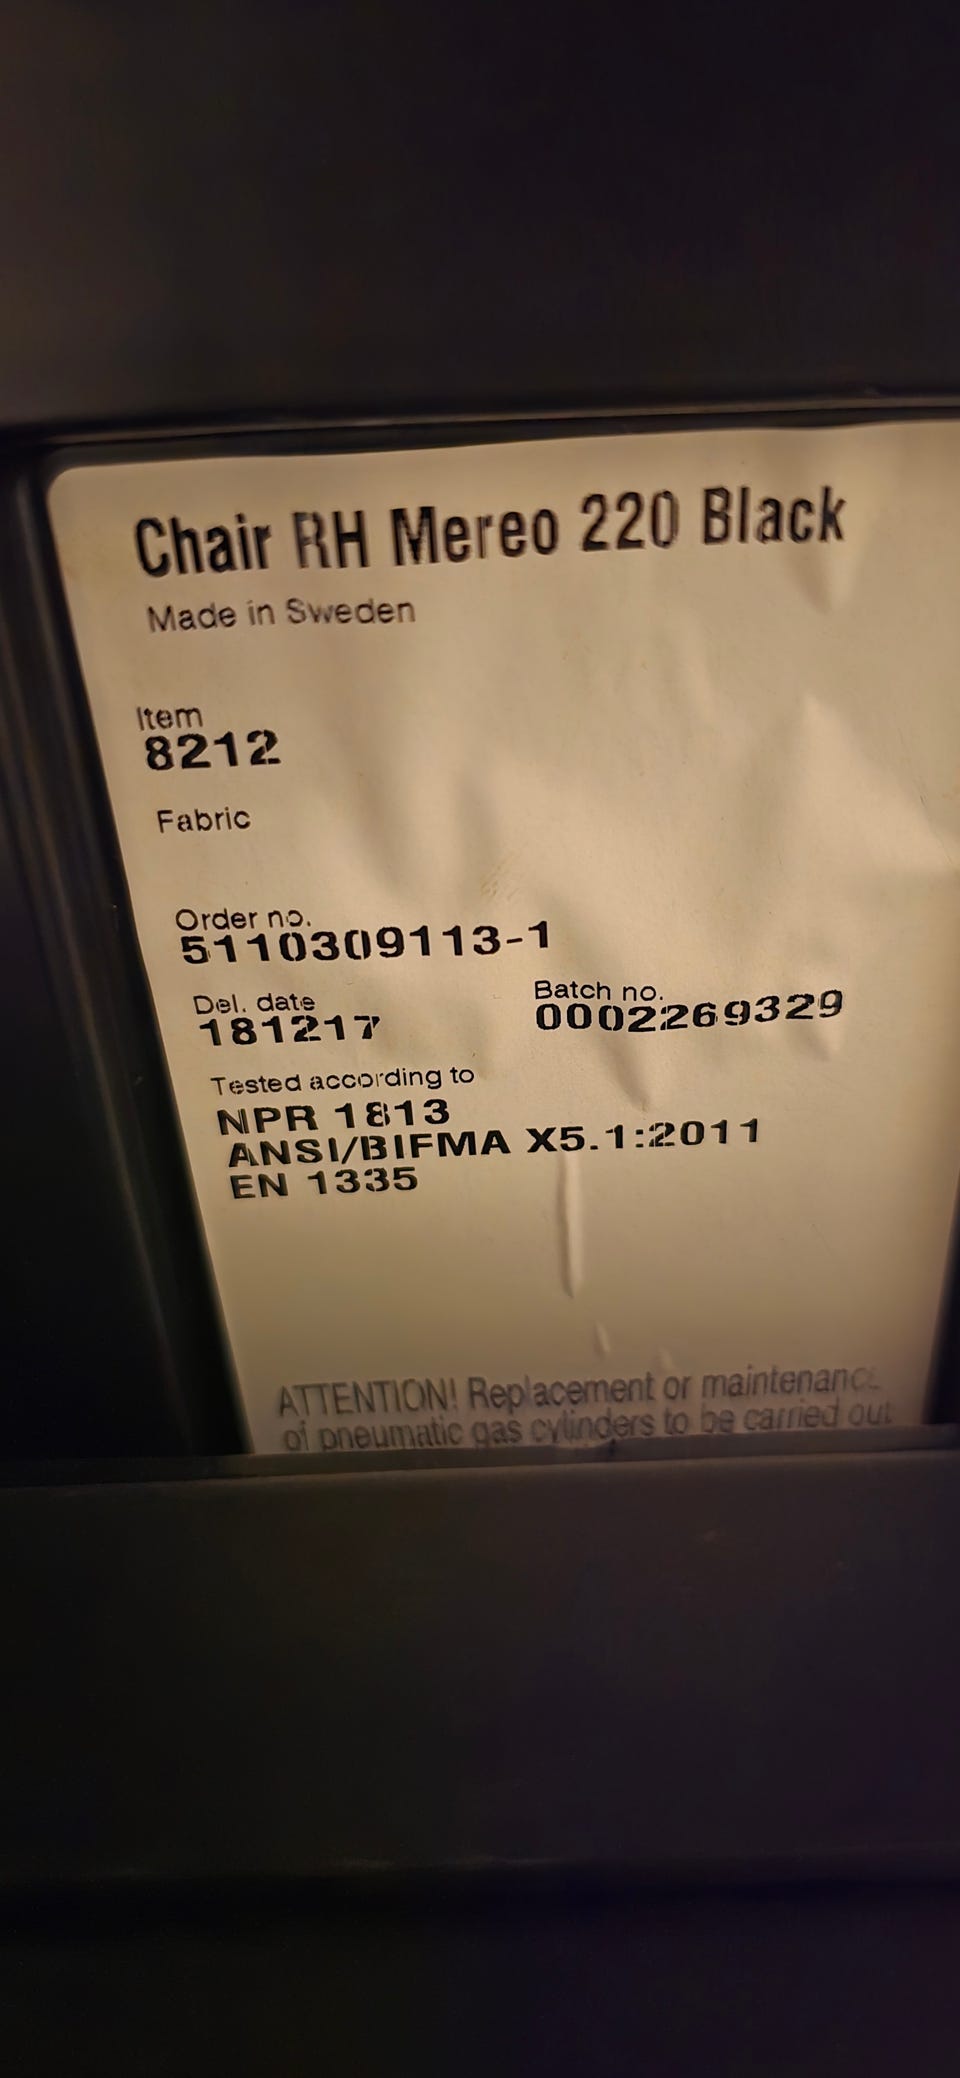 Chair RH Mereo 220 Black
Made in Sweden
Item
8212
Fabric
Order no.
5110309113-1
Del. date
181217
Batch no.
0002269329
Tested according to
NPR 1813
ANSI/BIFMA X5.1:2011
EN 1335
ATTENTION! Replacement or maintenance
of pneumatic gas cylinders to be carried out